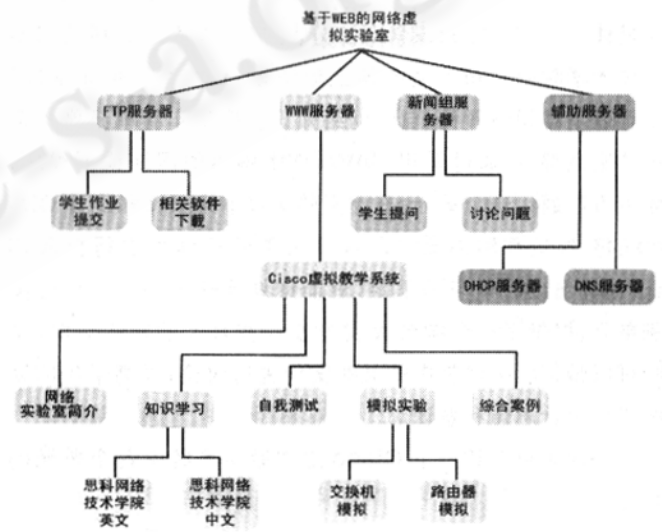 基于WEB的网络虚
拟实验室
FTP服务器
WWW服务器
新闻组服
务器
辅助服务器
学生作业
提交
相关软件
下载
学生提问
讨论问题
Cisco虚拟教学系统
DHCP服务器
DNS服务器
网络
实验室简介
知识学习
自我测试
模拟实验
综合案例
思科网络
技术学院
英文
思科网络
技术学院
中文
交换机
模拟
路由器
模拟